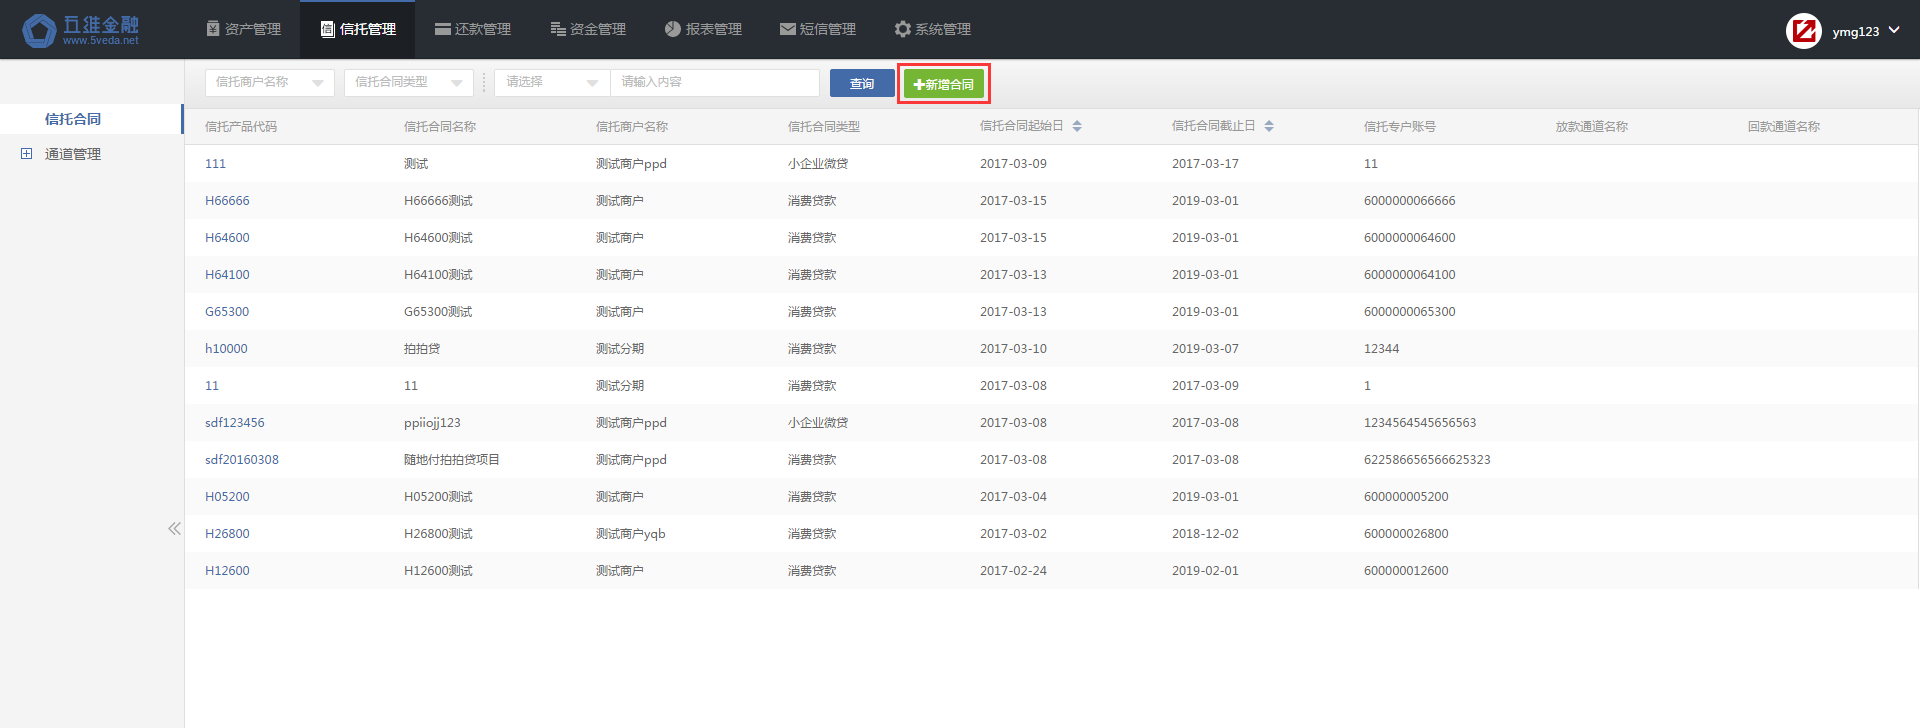 五维金融
www.5veda.net
资产管理 信托管理 还款管理 资金管理 报表管理 短信管理 系统管理 ymg123
信托商户名称 信托合同类型 请选择 请输入内容 查询 新增合同
信托合同
通道管理
信托产品代码 信托合同名称 信托商户名称 信托合同类型 信托合同起始日 信托合同截止日 信托专户账号 放款通道名称 回款通道名称
111 测试 测试商户ppd 小企业微贷 2017-03-09 2017-03-17 11
H66666 H66666测试 测试商户 消费贷款 2017-03-15 2019-03-01 6000000066666
H64600 H64600测试 测试商户 消费贷款 2017-03-15 2019-03-01 6000000064600
H64100 H64100测试 测试商户 消费贷款 2017-03-13 2019-03-01 6000000064100
G65300 G65300测试 测试商户 消费贷款 2017-03-13 2019-03-01 6000000065300
h10000 拍拍贷 测试分期 消费贷款 2017-03-10 2019-03-07 12344
11 11 测试分期 消费贷款 2017-03-08 2017-03-09 1
sdf123456 ppiiojj123 测试商户ppd 小企业微贷 2017-03-08 2017-03-08 1234564545656563
sdf20160308 随地付拍拍贷项目 测试商户ppd 消费贷款 2017-03-08 2017-03-08 622586656566625323
H05200 H05200测试 测试商户 消费贷款 2017-03-04 2019-03-01 600000005200
H26800 H26800测试 测试商户yqb 消费贷款 2017-03-02 2018-12-02 600000026800
H12600 H12600测试 测试商户 消费贷款 2017-02-24 2019-02-01 600000012600